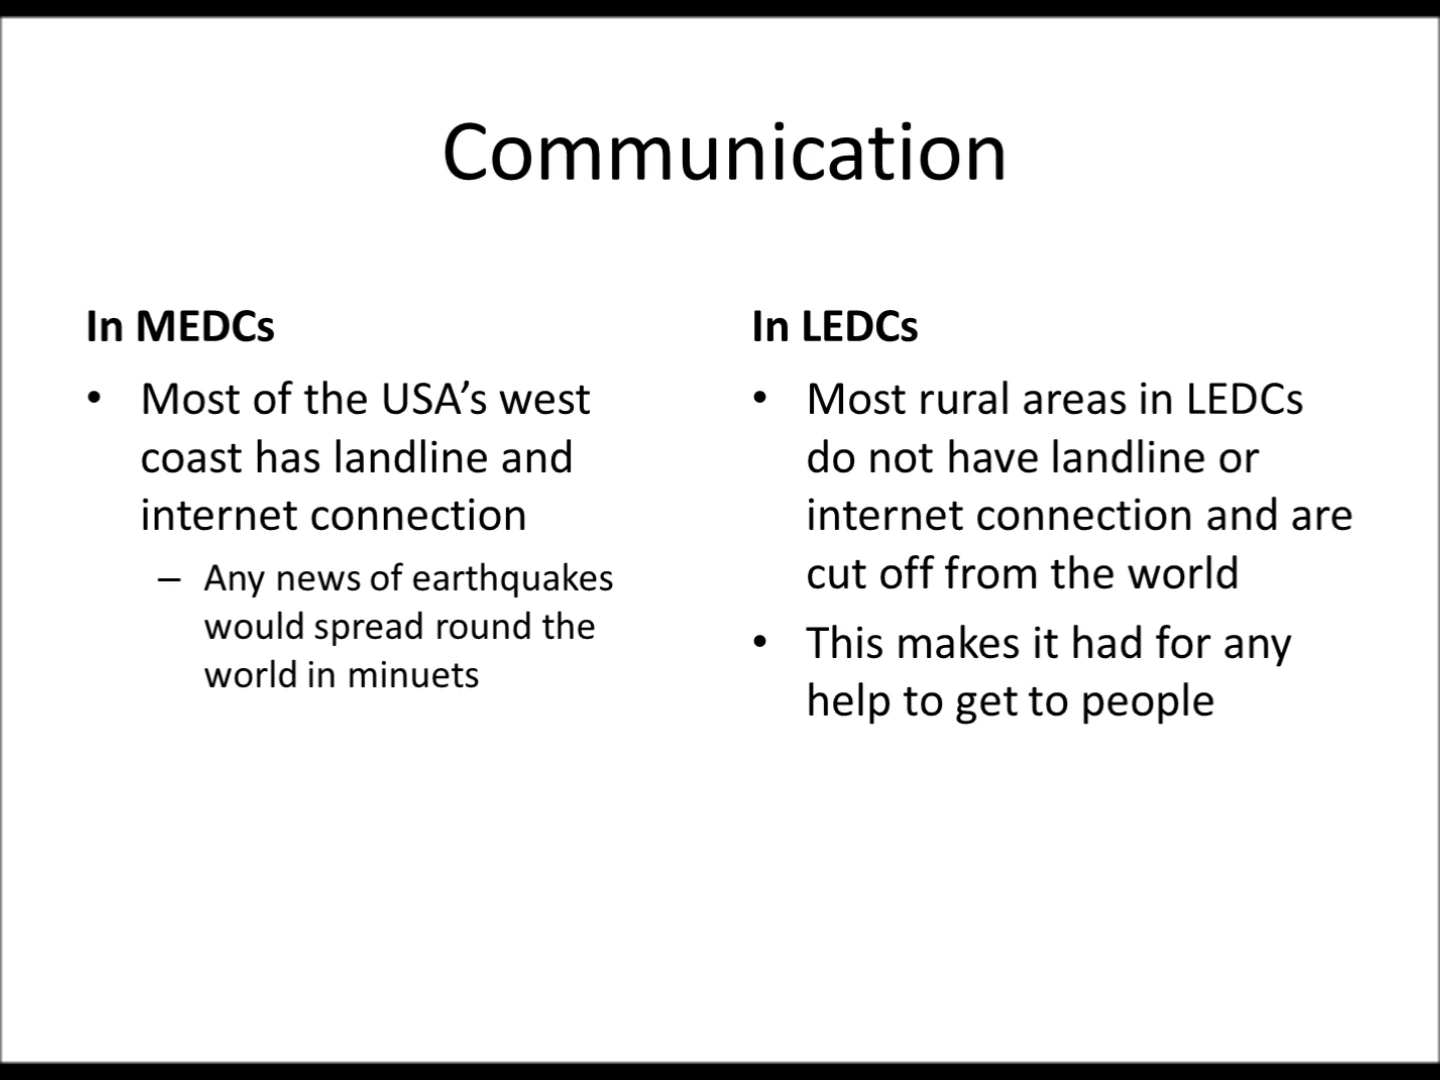 Communication
In MEDCs
• Most of the USA’s west
coast has landline and
internet connection
– Any news of earthquakes
would spread round the
world in minuets
In LEDCs
• Most rural areas in LEDCs
do not have landline or
internet connection and are
cut off from the world
• This makes it had for any
help to get to people